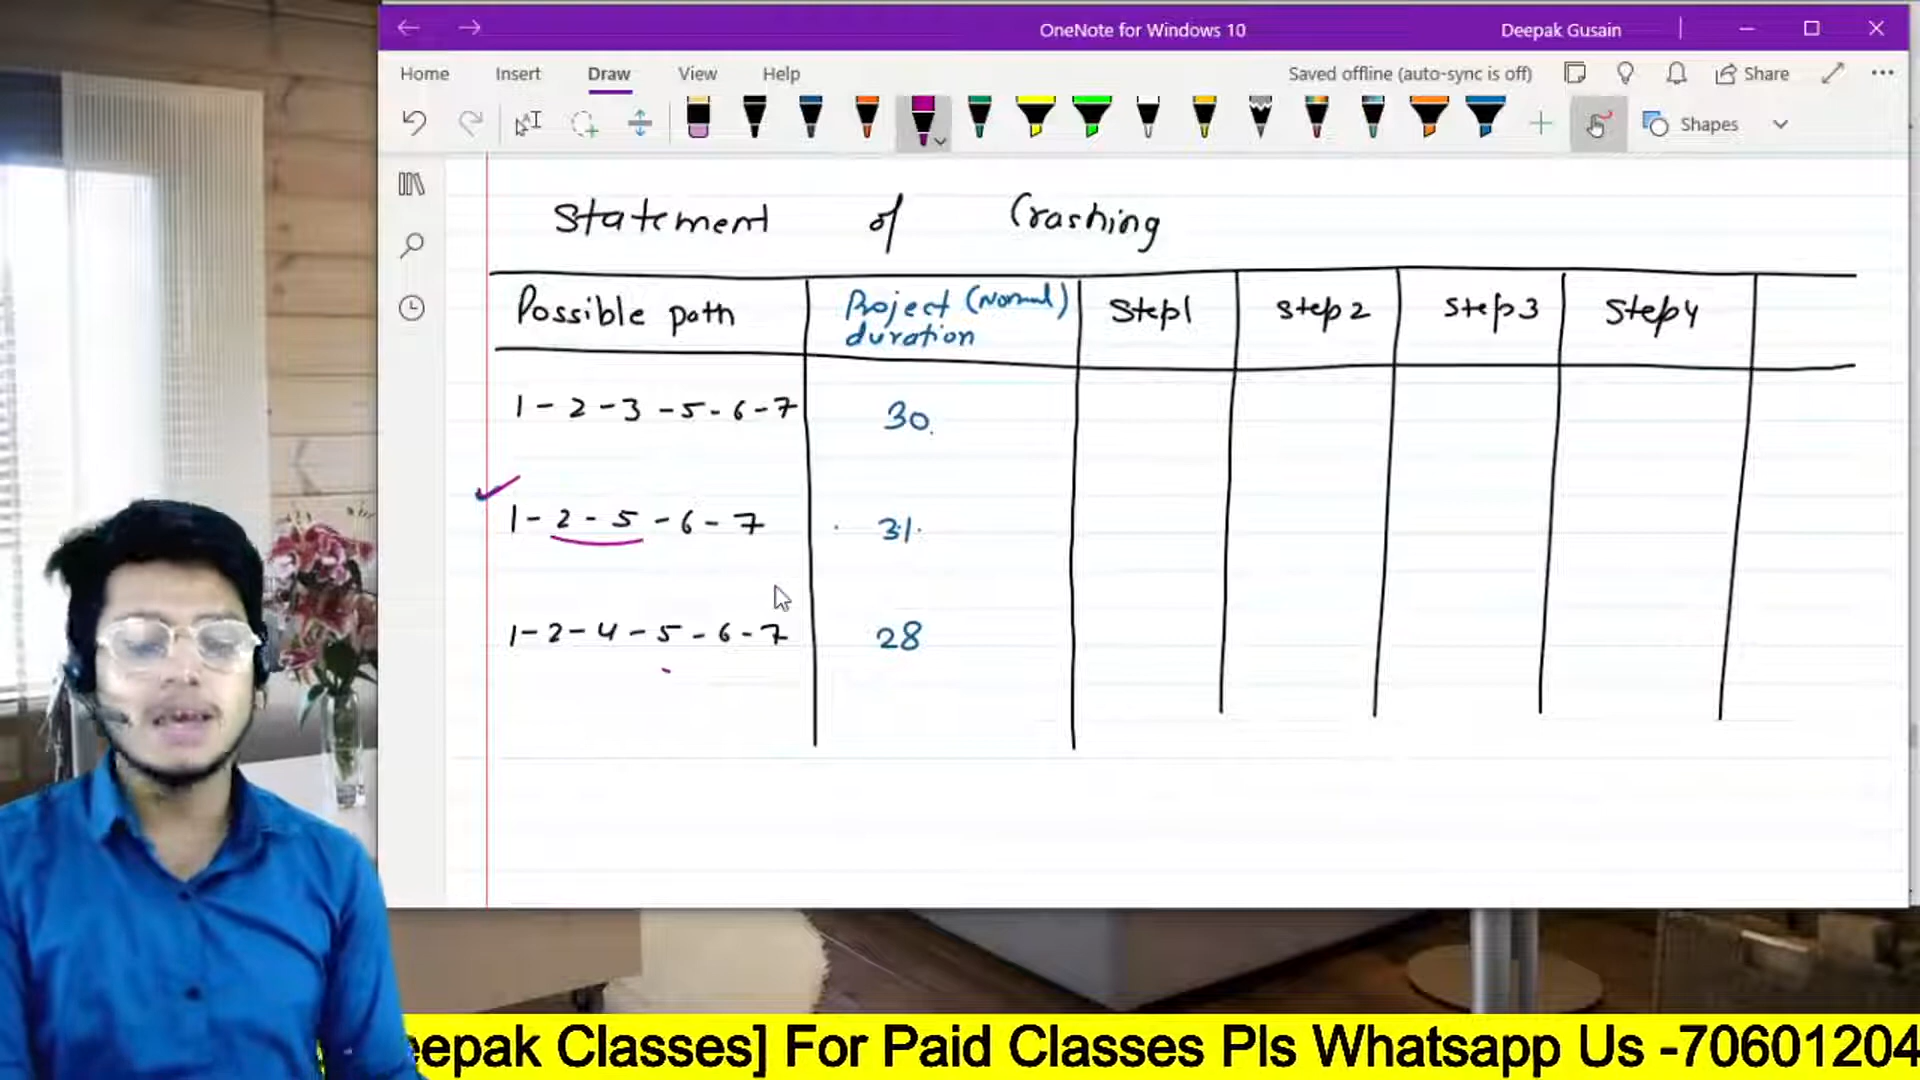 OneNote for Windows 10
Deepak Gusain
Home Insert Draw View Help
Saved offline (auto-sync is off)
Share
Shapes
Statement of Crashing
Possible path
Project (Normal) duration
Step1
Step2
Step3
Step4
1-2-3-5-6-7
30.
1-2-5-6-7
31.
1-2-4-5-6-7
28
eepak Classes] For Paid Classes Pls Whatsapp Us -70601204